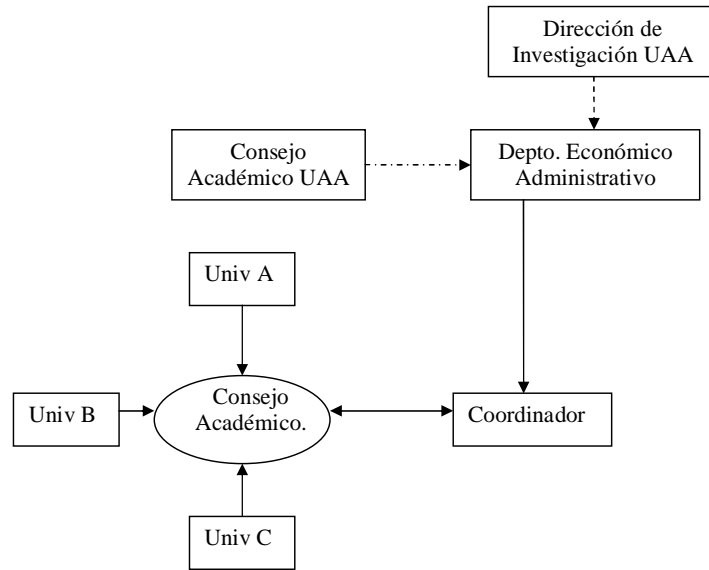 Dirección de
Investigación UAA
Consejo
Académico UAA
Depto. Económico
Administrativo
Univ A
Consejo
Académico.
Univ B
Coordinador
Univ C